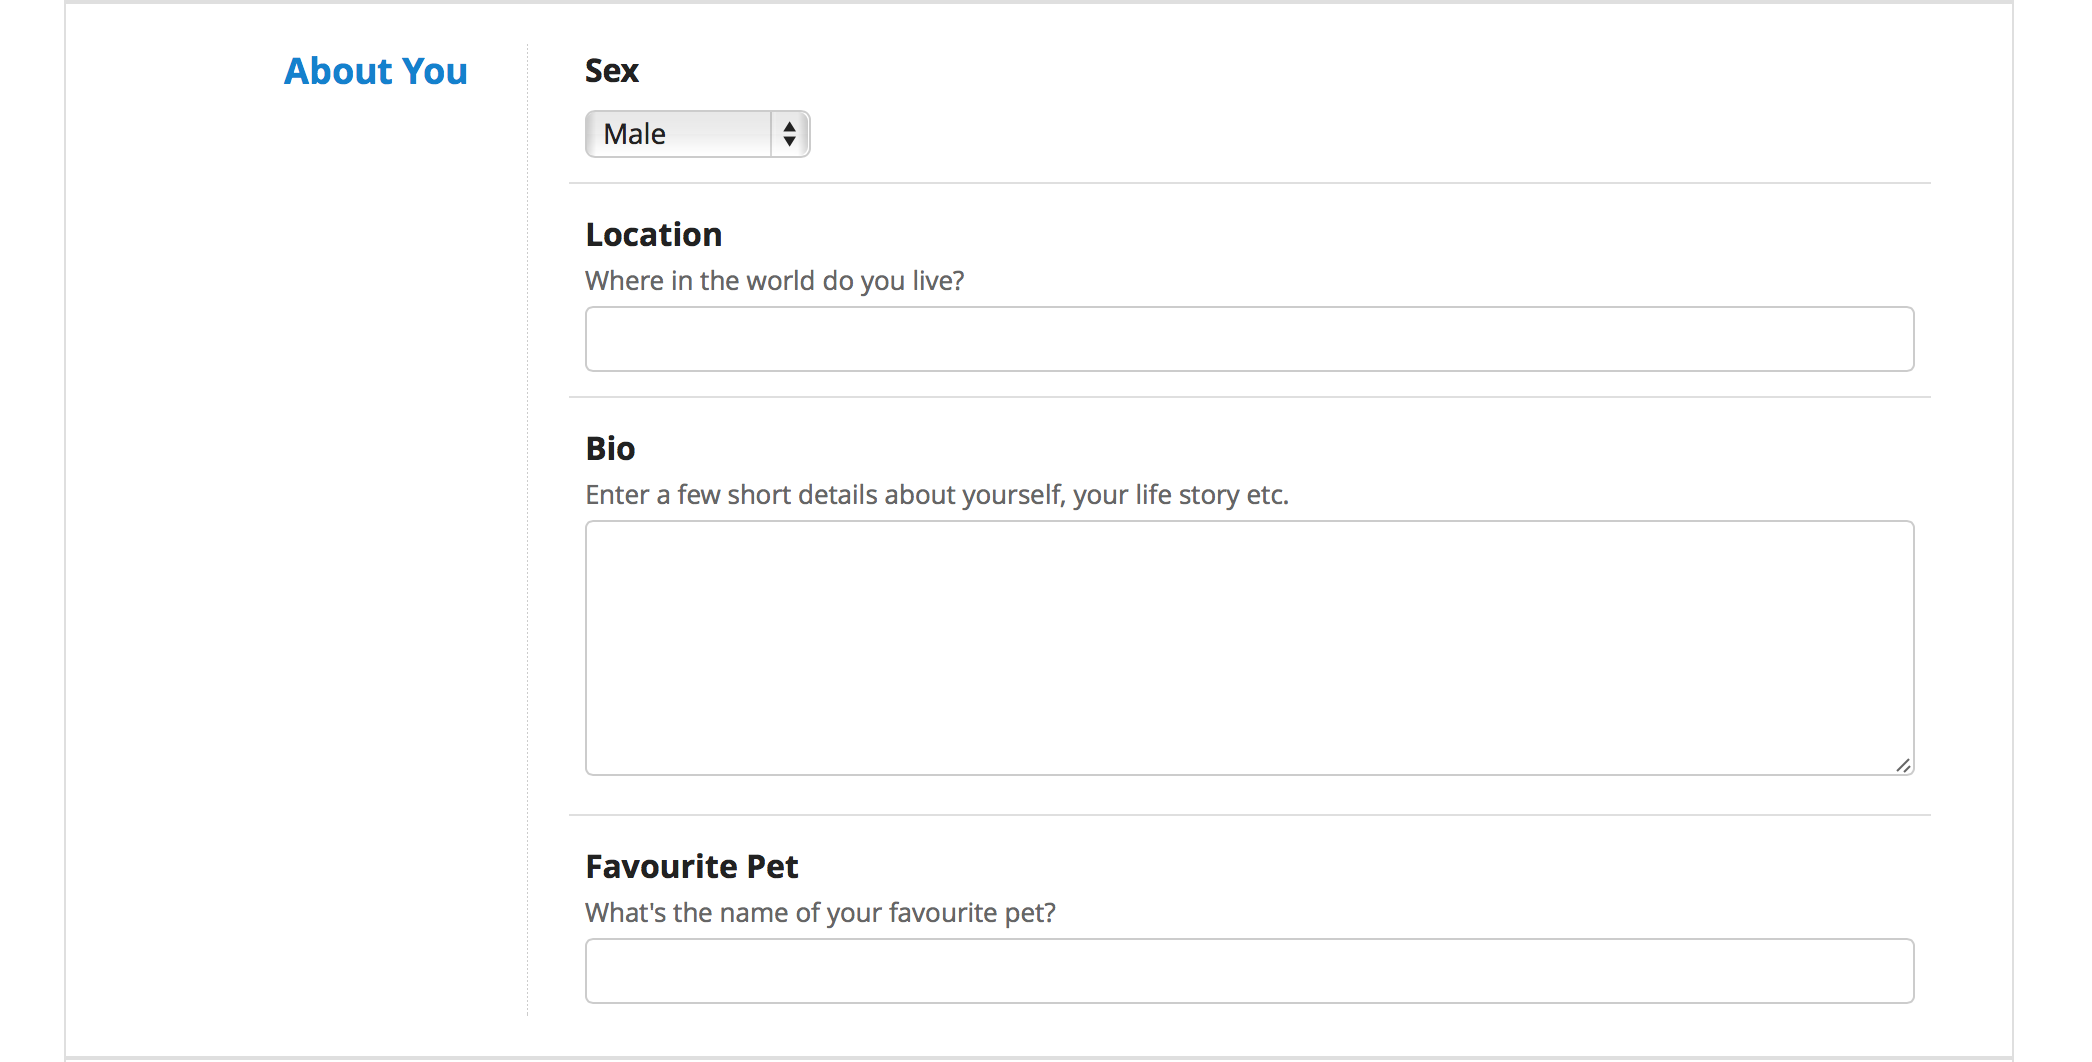 About You
Sex
Male
Location
Where in the world do you live?
Bio
Enter a few short details about yourself, your life story etc.
Favourite Pet
What's the name of your favourite pet?